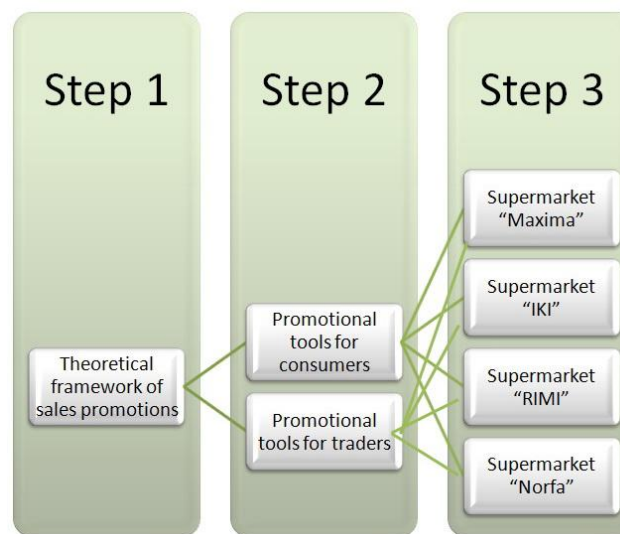 Step 1
Theoretical
framework of
sales promotions
Step 2
Promotional
tools for
consumers
Promotional
tools for traders
Step 3
Supermarket
“Maxima”
Supermarket
“IKI”
Supermarket
“RIMI”
Supermarket
“Norfa”